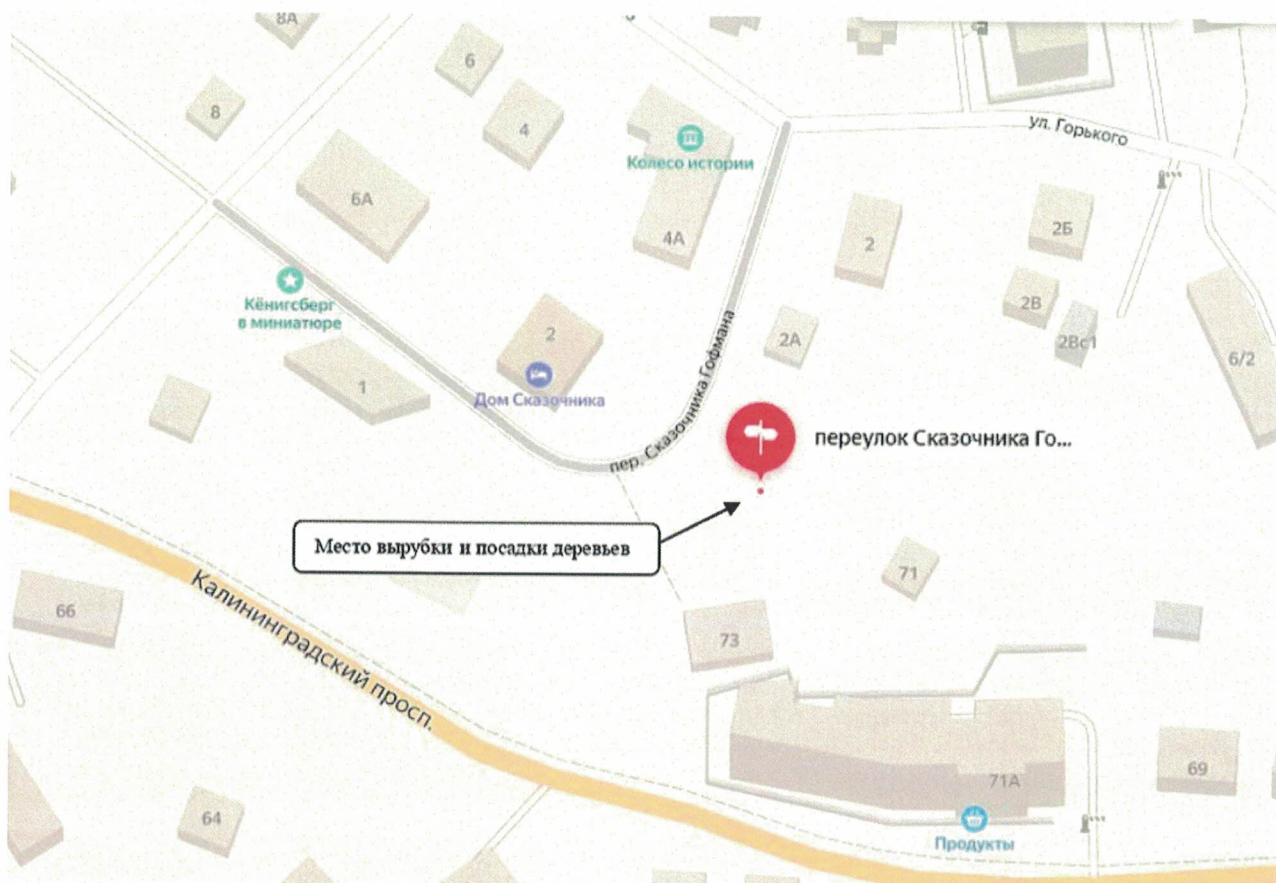 8А
6
8
4
ул. Горького
Колесо истории
6А
4А
2
2Б
2В
2Вс1
2А
6/2
Кёнигсберг
в миниатюре
2
1
Дом Сказочника
пер. Сказочника Гофмана
переулок Сказочника Го...
Место вырубки и посадки деревьев
71
66
73
Калининградский просп.
69
71А
64
Продукты